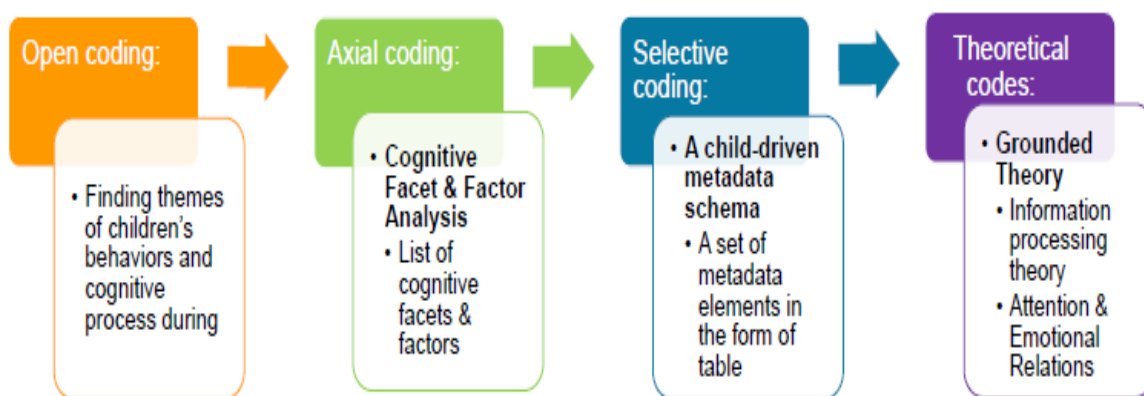 Open coding:
• Finding themes
of children's
behaviors and
cognitive
process during
Axial coding:
• Cognitive
Facet & Factor
Analysis
• List of
cognitive
facets &
factors
Selective
coding:
• A child-driven
metadata
schema
• A set of
metadata
elements in
the form of
table
Theoretical
codes:
• Grounded
Theory
• Information
processing
theory
• Attention &
Emotional
Relations